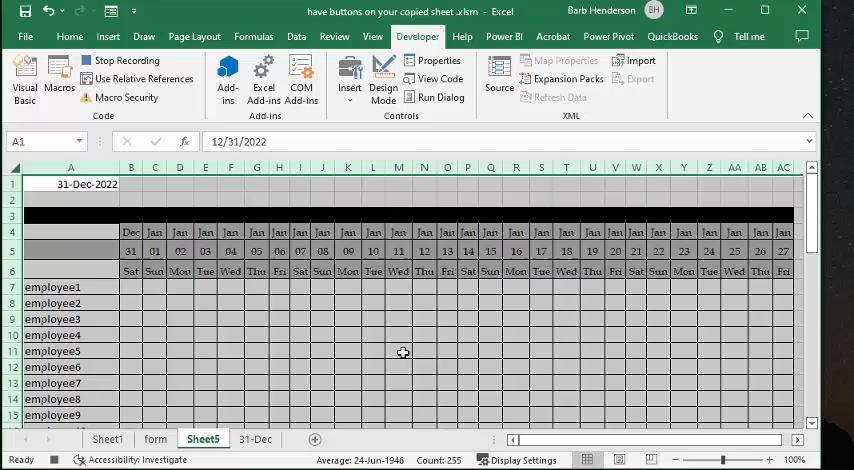 have buttons on your copied sheet .xlsm - Excel
Barb Henderson BH
File Home Insert Draw Page Layout Formulas Data Review View Developer Help Power BI Acrobat Power Pivot QuickBooks Tell me
Visual Basic
Macros
Stop Recording
Use Relative References
Macro Security
Code
Add-ins
Excel Add-ins
COM Add-ins
Add-ins
Insert
Design Mode
Properties
View Code
Run Dialog
Controls
Source
Map Properties
Expansion Packs
Refresh Data
Import
Export
XML
A1 fx 12/31/2022
A B C D E F G H I J K L M N O P Q R S T U V W X Y Z AA AB AC
1 31-Dec-2022
2
3
4 Dec Jan Jan Jan Jan Jan Jan Jan Jan Jan Jan Jan Jan Jan Jan Jan Jan Jan Jan Jan Jan Jan Jan Jan Jan Jan Jan Jan
5 31 01 02 03 04 05 06 07 08 09 10 11 12 13 14 15 16 17 18 19 20 21 22 23 24 25 26 27
6 Sat Sun Mon Tue Wed Thu Fri Sat Sun Mon Tue Wed Thu Fri Sat Sun Mon Tue Wed Thu Fri Sat Sun Mon Tue Wed Thu Fri
7 employee1
8 employee2
9 employee3
10 employee4
11 employee5
12 employee6
13 employee7
14 employee8
15 employee9
Sheet1 form Sheet5 31-Dec
Ready Accessibility: Investigate Average: 24-Jun-1946 Count: 255 Display Settings 100%